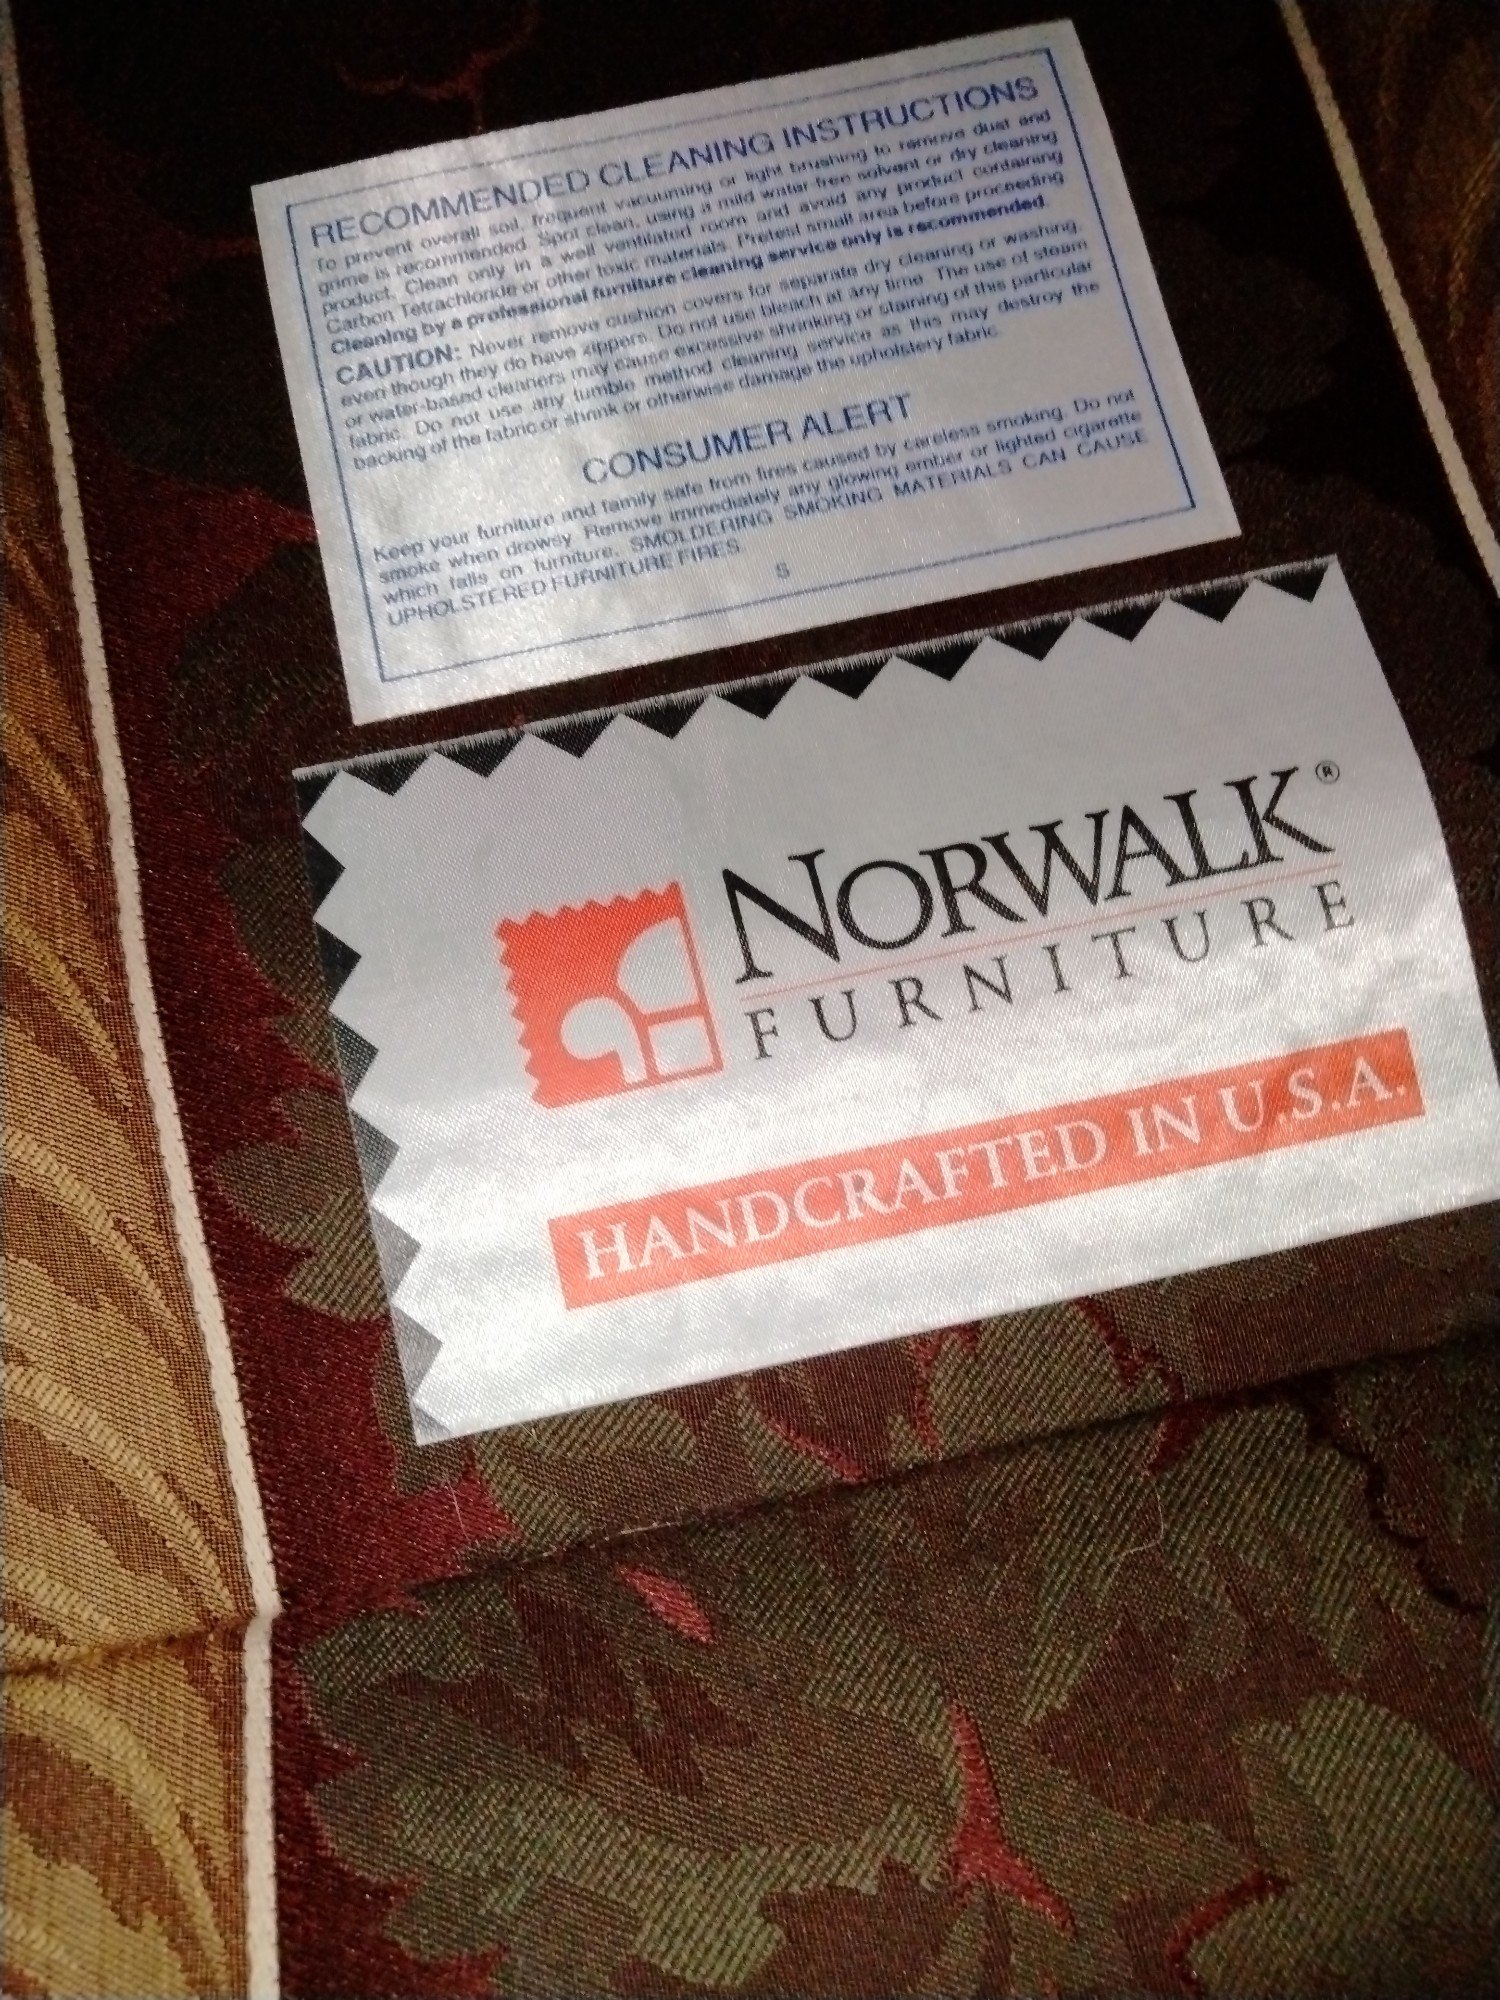 RECOMMENDED CLEANING INSTRUCTIONS
To prevent overall soil, frequent vacuuming or light brushing to remove dust and
grime is recommended. Spot clean, using a mild water free solvent or dry cleaning
product. Clean only in a well ventilated room and avoid any product containing
Carbon Tetrachloride or other toxic materials. Pretest small area before proceeding
Cleaning by a professional furniture cleaning service only is recommended.
CAUTION: Never remove cushion covers for separate dry cleaning or washing.
even though they do have zippers. Do not use bleach at any time. The use of steam
or water-based cleaners may cause excessive shrinking or staining of this particular
fabric. Do not use any tumble method cleaning service as this may destroy the
backing of the fabric or shrink or otherwise damage the upholstery fabric.
CONSUMER ALERT
Keep your furniture and family safe from fires caused by careless smoking. Do not
smoke when drowsy. Remove immediately any glowing ember or lighted cigarette
which falls on furniture. SMOLDERING SMOKING MATERIALS CAN CAUSE
UPHOLSTERED FURNITURE FIRES.
S
NORWALK®
FURNITURE
HANDCRAFTED IN U.S.A.